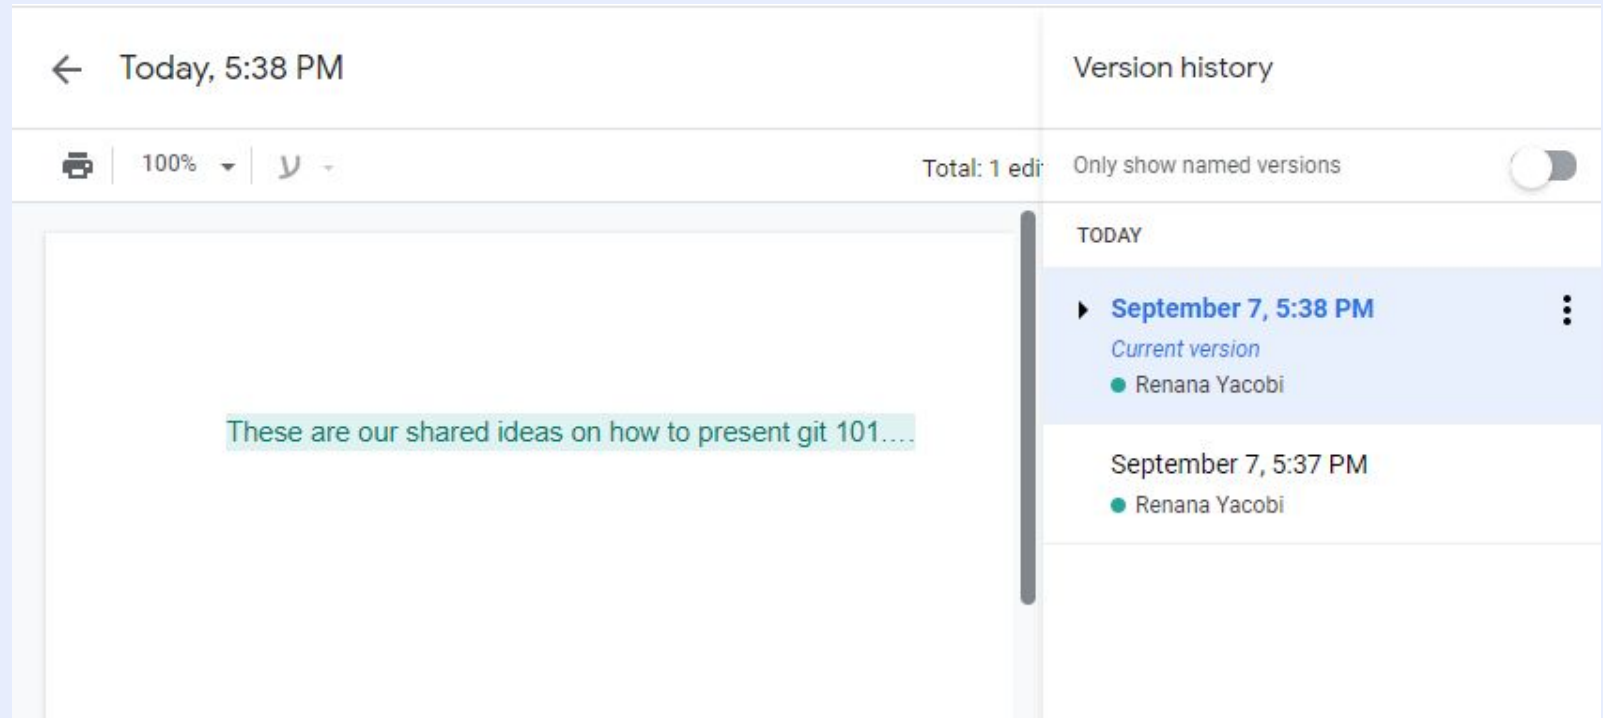 Today, 5:38 PM
Version history
100%
ע
Total: 1 edi
Only show named versions
TODAY
September 7, 5:38 PM
Current version
Renana Yacobi
These are our shared ideas on how to present git 101....
September 7, 5:37 PM
Renana Yacobi